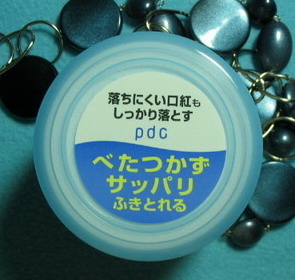 落ちにくい口紅も
しっかり落とす
pdc
べたつかず
サッパリ
ふきとれる